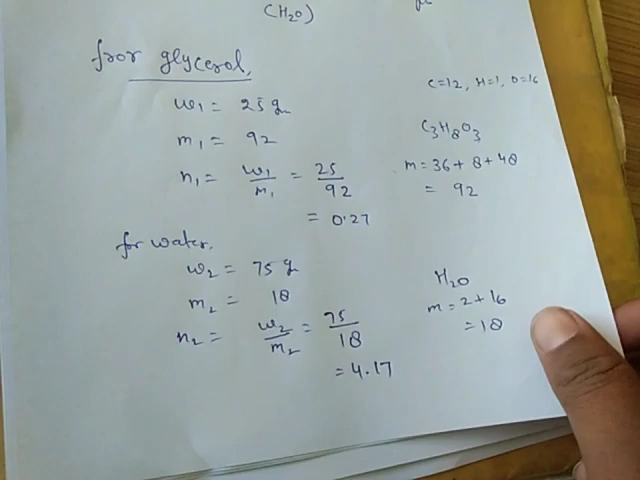 (H₂O)
for glycerol,
w₁ = 25 g
m₁ = 92
n₁ = w₁/m₁ = 25/92
= 0.27
C=12, H=1, O=16
C₃H₈O₃
m = 36 + 8 + 48
= 92
for water,
w₂ = 75 g
m₂ = 18
n₂ = w₂/m₂ = 75/18
= 4.17
H₂O
m = 2 + 16
= 18